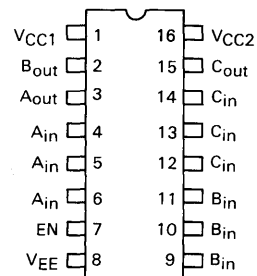 VCC1 1 16 VCC2
Bout 2 15 Cout
Aout 3 14 Cin
Ain 4 13 Cin
Ain 5 12 Cin
Ain 6 11 Bin
EN 7 10 Bin
VEE 8 9 Bin